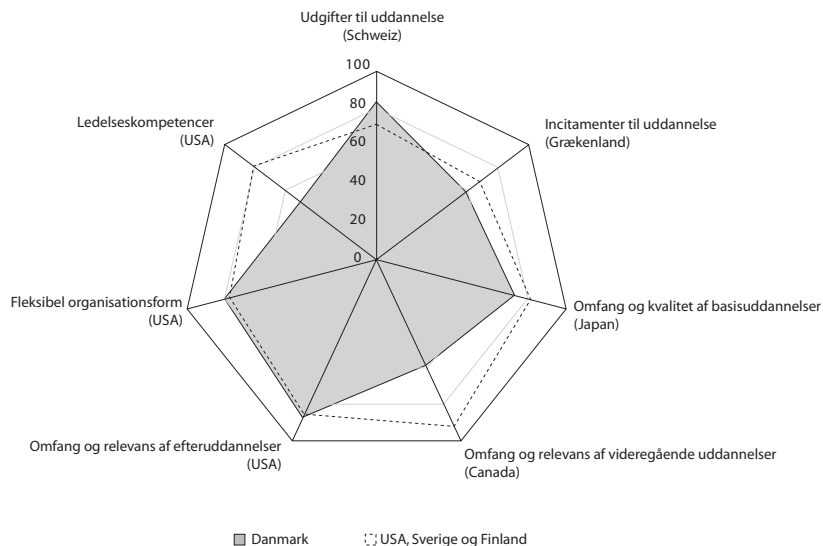 Udgifter til uddannelse
(Schweiz)
100
80
60
40
20
0
Ledelseskompetencer
(USA)
Incitamenter til uddannelse
(Grækenland)
Fleksibel organisationsform
(USA)
Omfang og kvalitet af basisuddannelser
(Japan)
Omfang og relevans af efteruddannelser
(USA)
Omfang og relevans af videregående uddannelser
(Canada)
Danmark
USA, Sverige og Finland